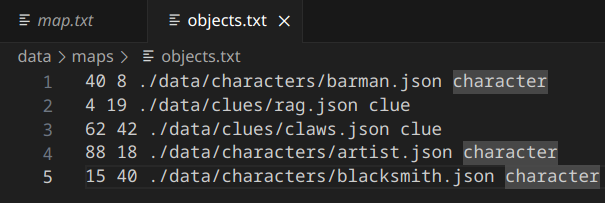 map.txt objects.txt
data > maps > objects.txt
1 40 8 ./data/characters/barman.json character
2 4 19 ./data/clues/rag.json clue
3 62 42 ./data/clues/claws.json clue
4 88 18 ./data/characters/artist.json character
5 15 40 ./data/characters/blacksmith.json character